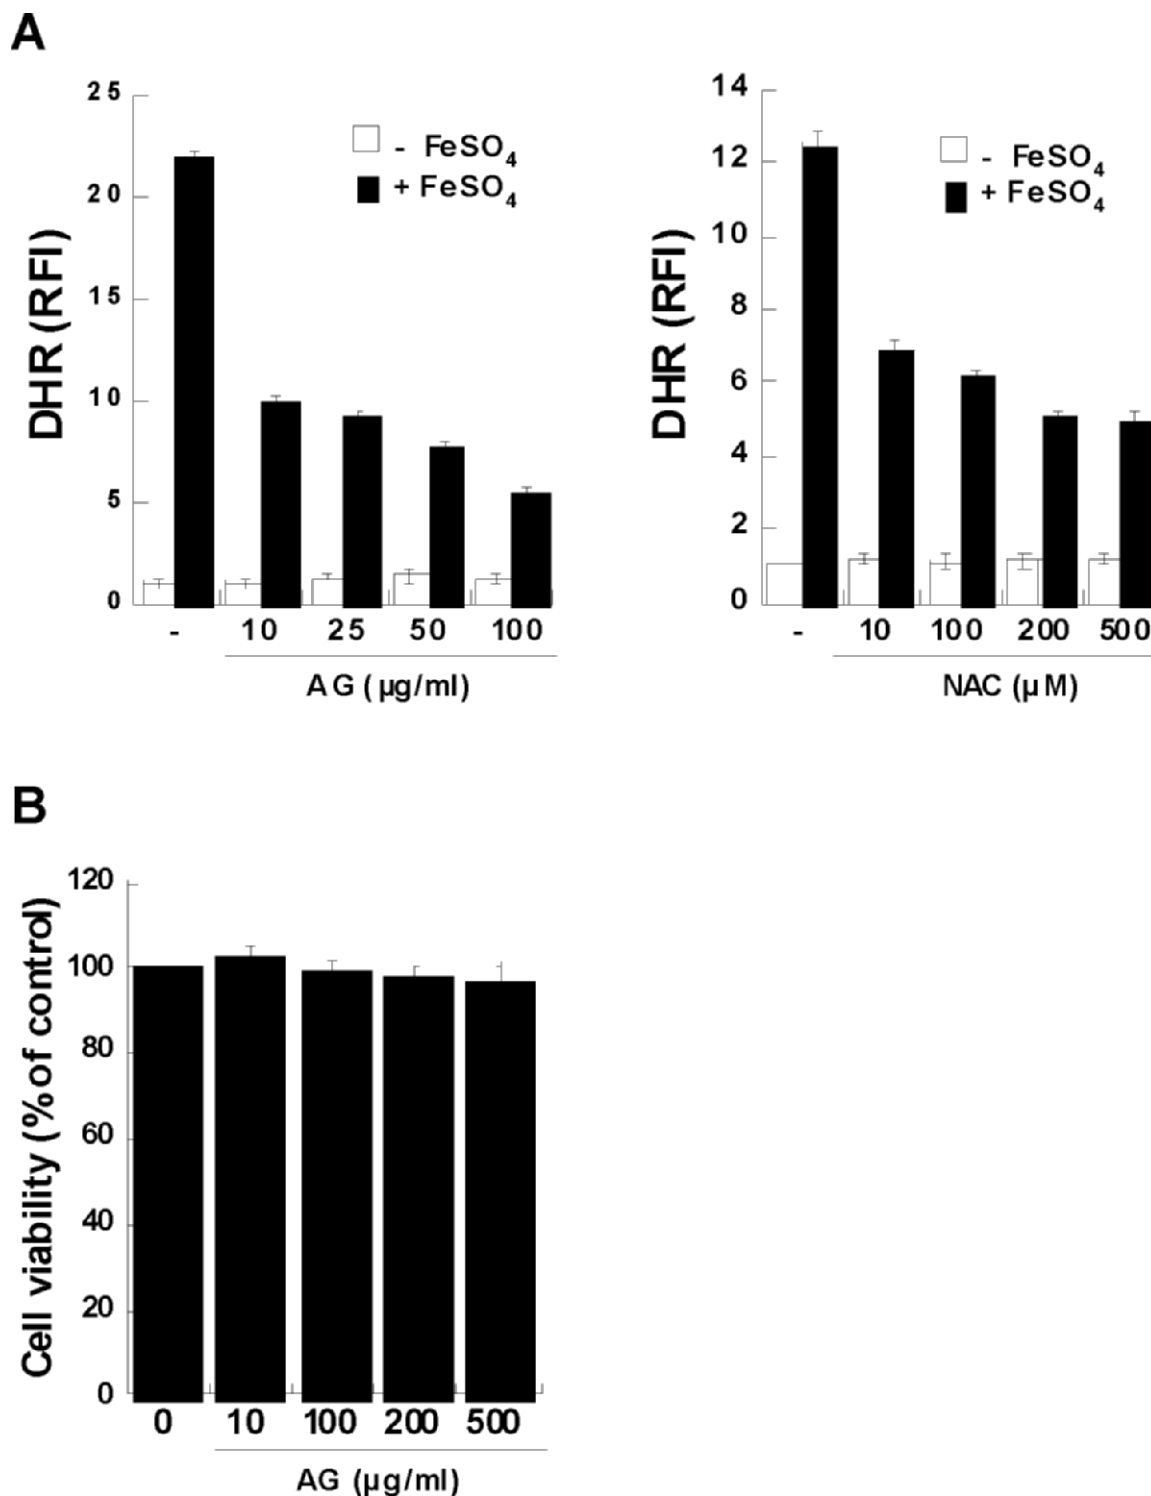 A
DHR (RFI)
25
20
15
10
5
0
- FeSO4
+ FeSO4
- 10 25 50 100
AG (µg/ml)
DHR (RFI)
14
12
10
8
6
4
2
0
- FeSO4
+ FeSO4
- 10 100 200 500
NAC (µM)
B
Cell viability (% of control)
120
100
80
60
40
20
0
0 10 100 200 500
AG (µg/ml)